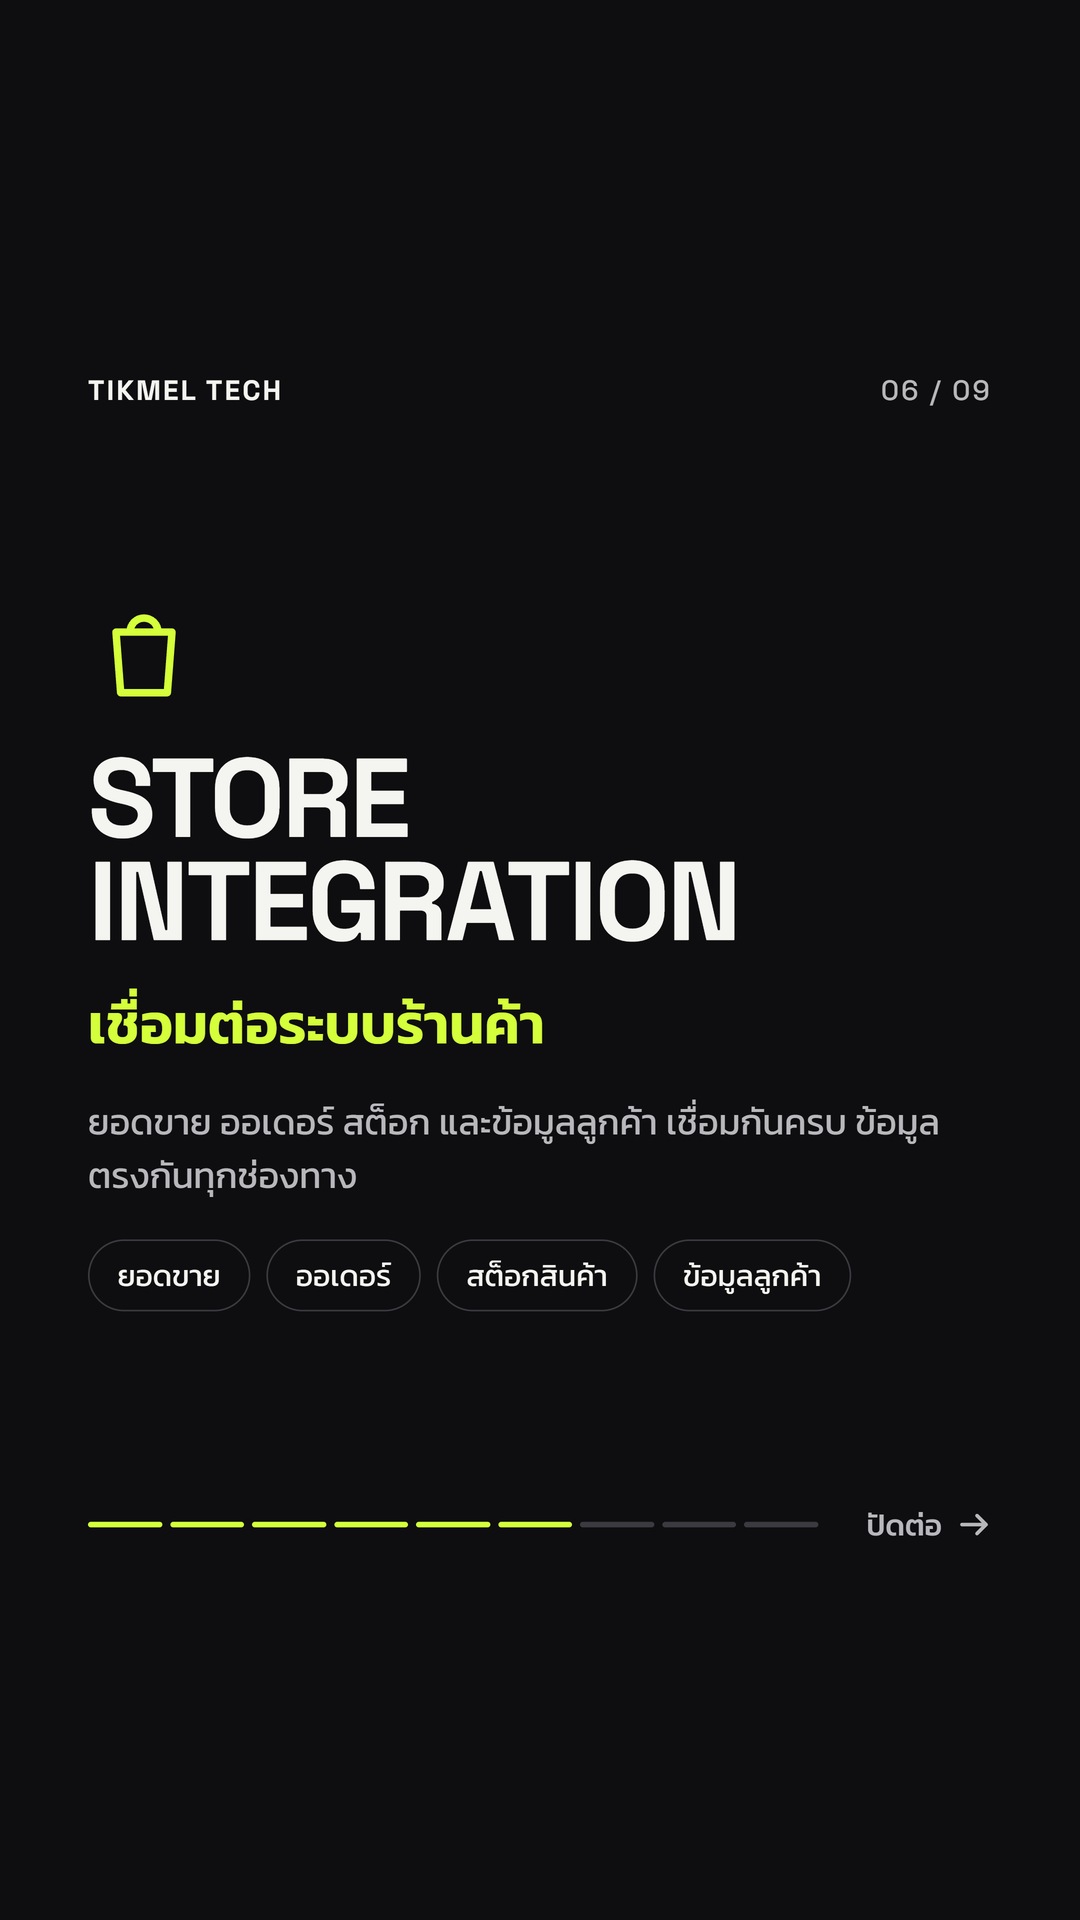 TIKMEL TECH
06 / 09
STORE
INTEGRATION
เชื่อมต่อระบบร้านค้า
ยอดขาย ออเดอร์ สต็อก และข้อมูลลูกค้า เชื่อมกันครบ ข้อมูล
ตรงกันทุกช่องทาง
ยอดขาย
ออเดอร์
สต็อกสินค้า
ข้อมูลลูกค้า
ปัดต่อ →